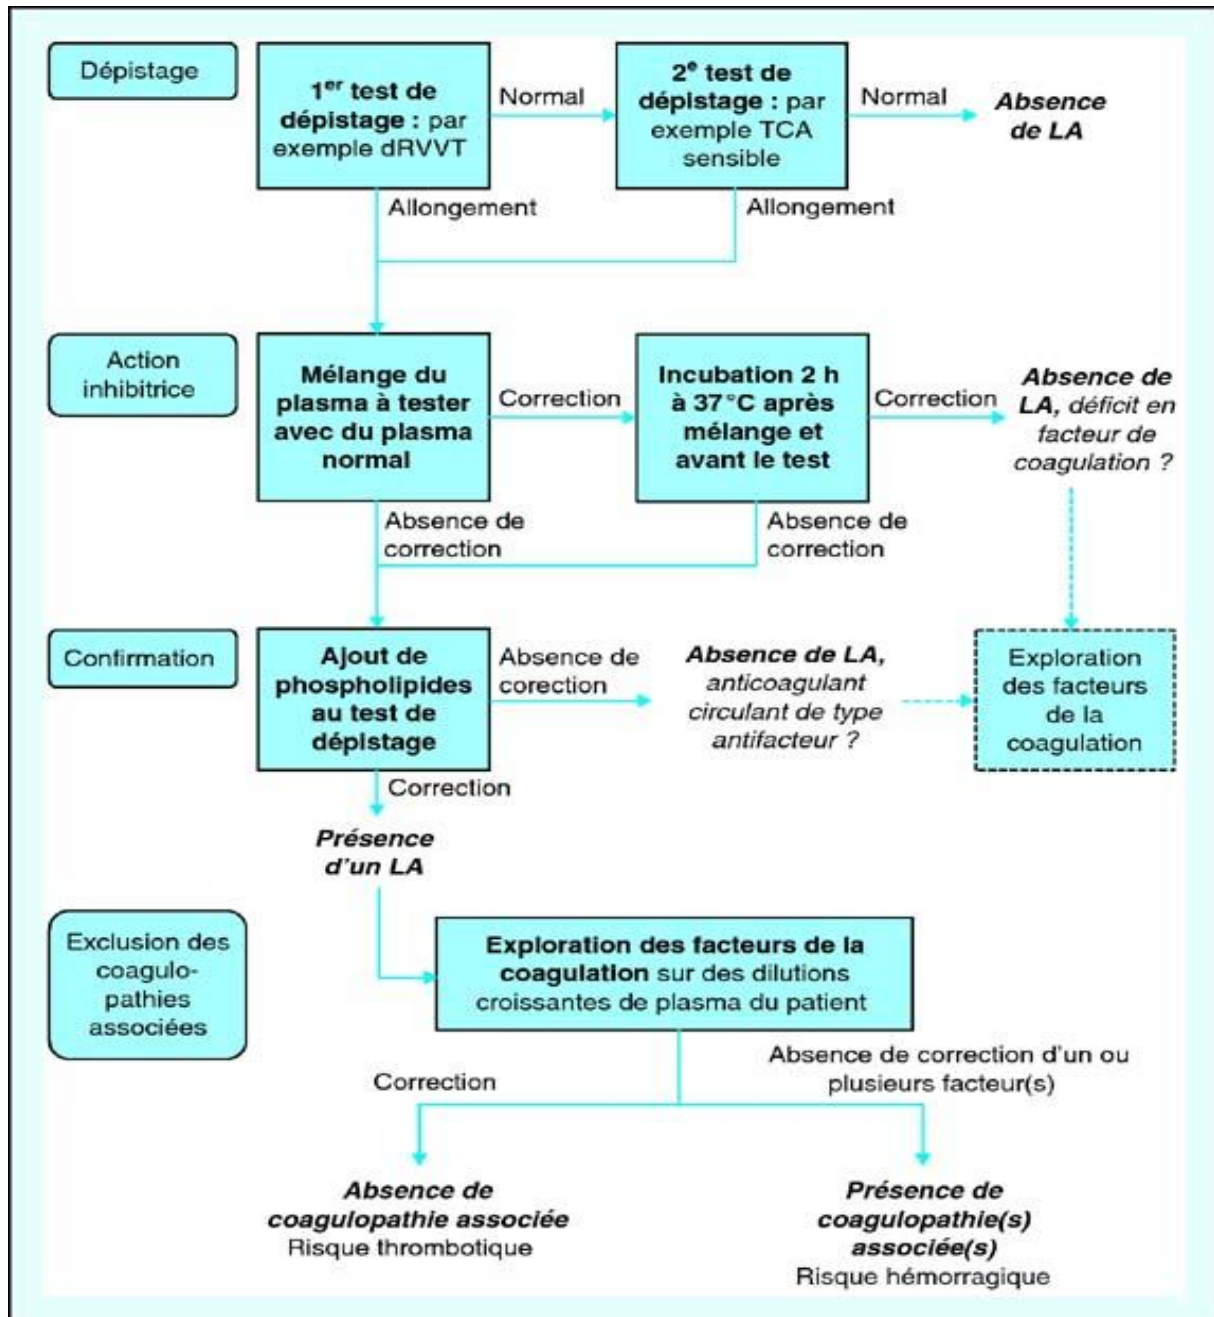 Dépistage
1er test de
dépistage : par
exemple dRVVT
Normal
2e test de
dépistage : par
exemple TCA
sensible
Normal
Absence
de LA
Allongement
Allongement
Action
inhibitrice
Mélange du
plasma à tester
avec du plasma
normal
Correction
Incubation 2 h
à 37°C après
mélange et
avant le test
Correction
Absence de
LA, déficit en
facteur de
coagulation ?
Absence de
correction
Absence de
correction
Confirmation
Ajout de
phospholipides
au test de
dépistage
Absence de
corection
Absence de LA,
anticoagulant
circulant de type
antifacteur ?
Exploration
des facteurs
de la
coagulation
Correction
Présence
d'un LA
Exclusion des
coagulo-
pathies
associées
Exploration des facteurs de la
coagulation sur des dilutions
croissantes de plasma du patient
Correction
Absence de correction d'un ou
plusieurs facteur(s)
Absence de
coagulopathie associée
Risque thrombotique
Présence de
coagulopathie(s)
associée(s)
Risque hémorragique